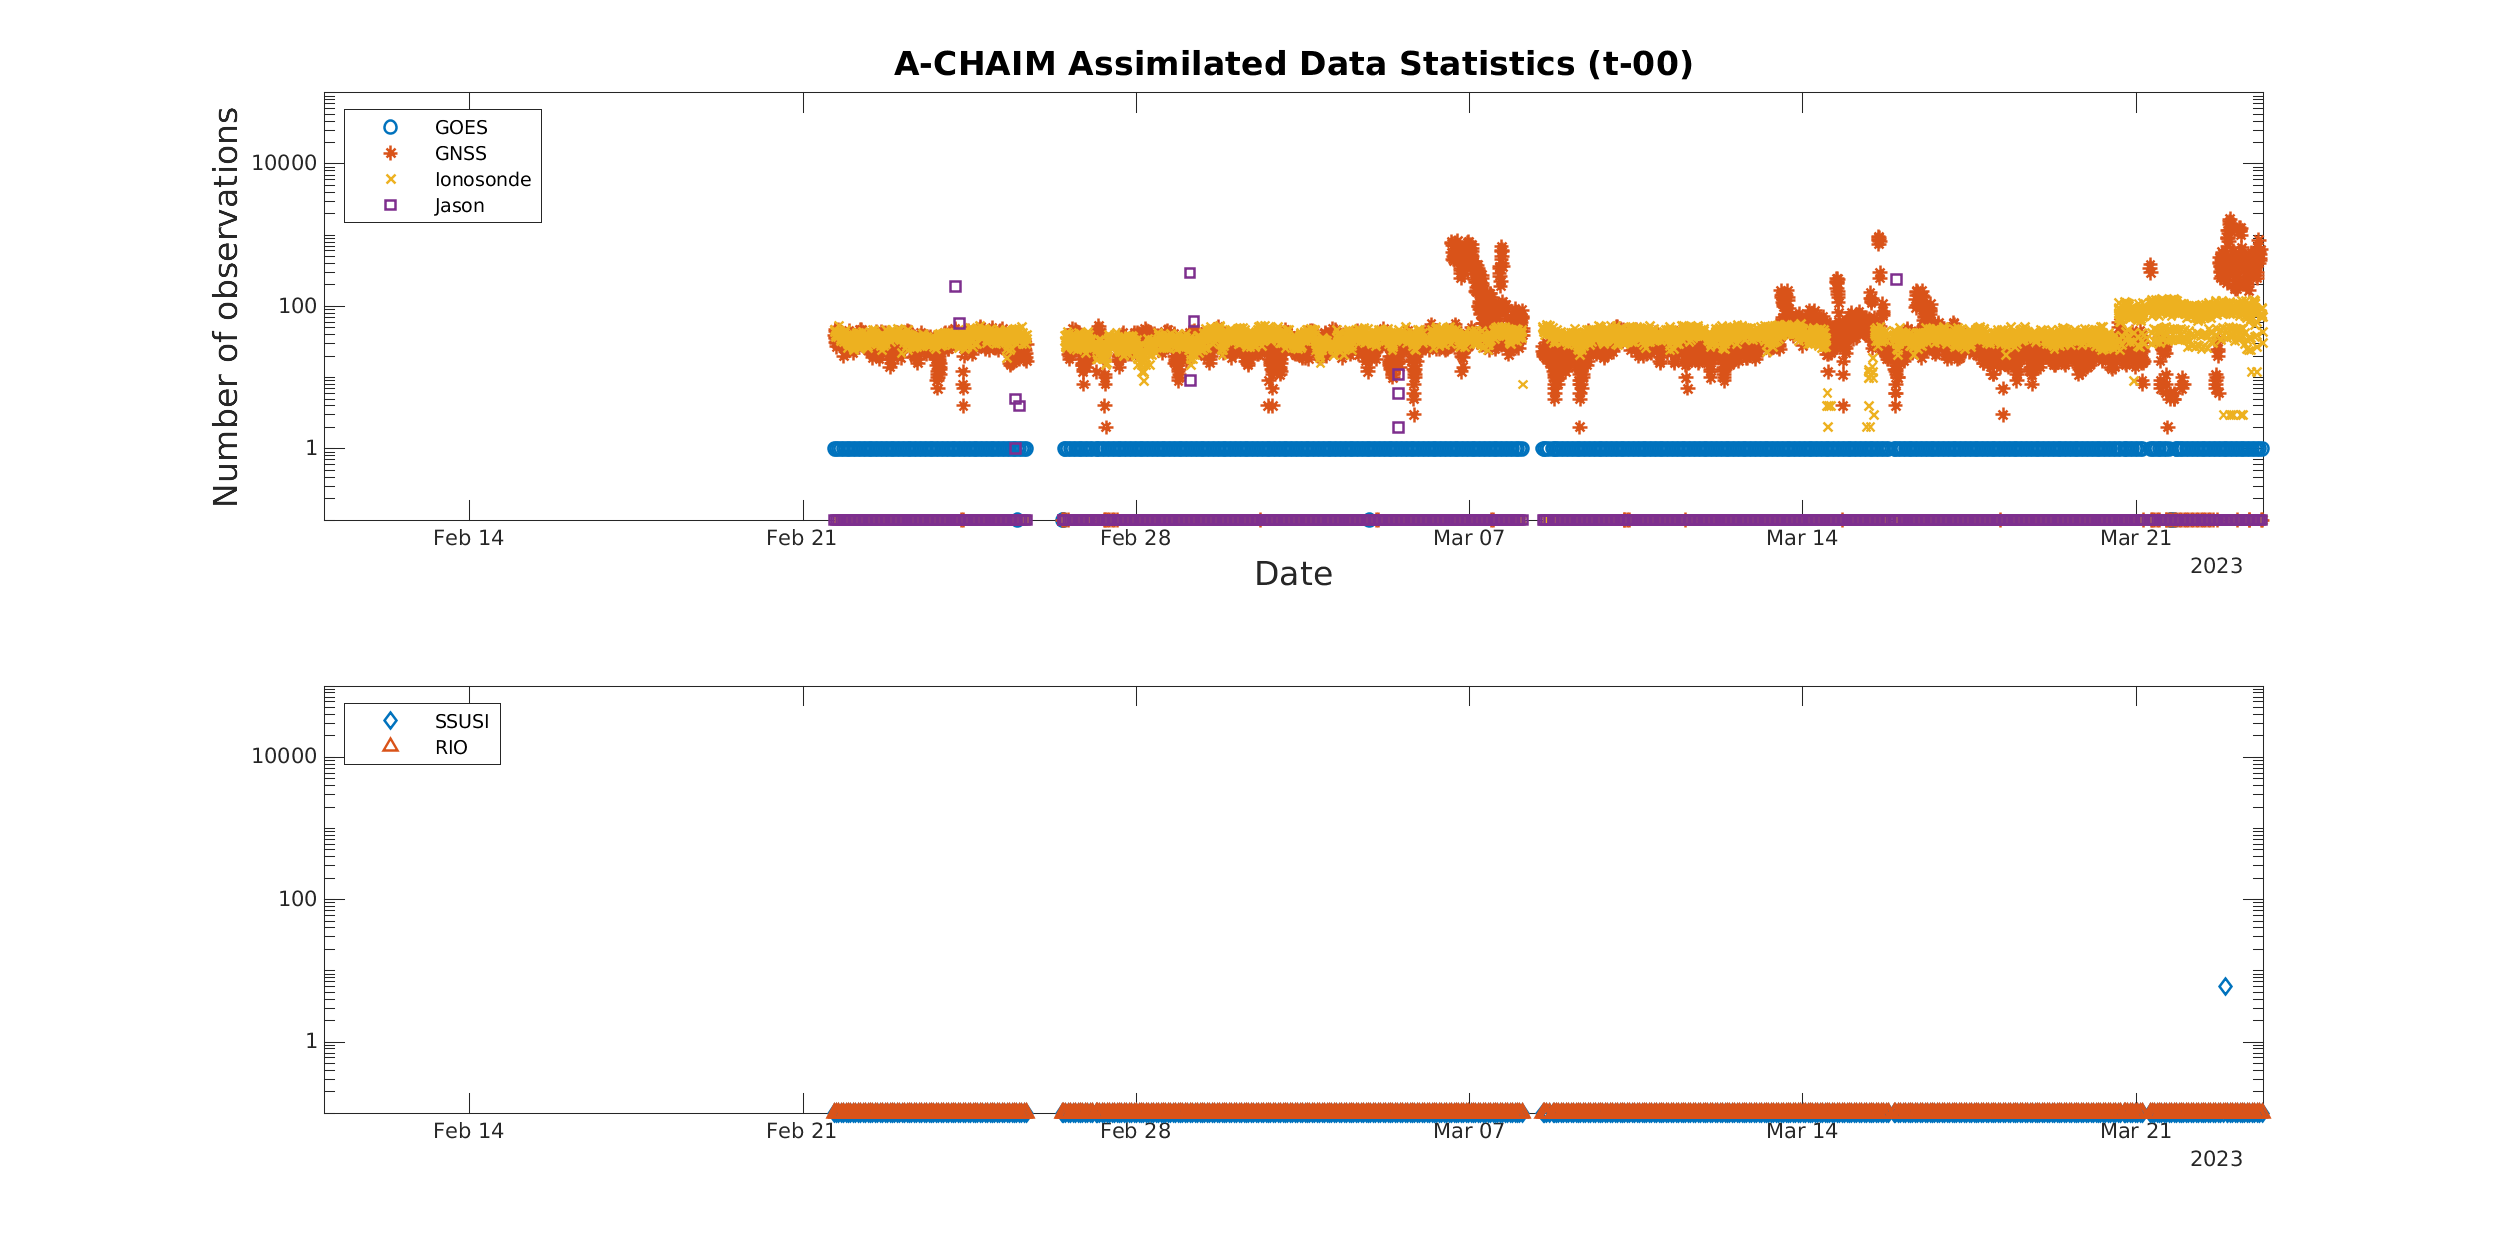 A-CHAIM Assimilated Data Statistics (t-00)
Number of observations
10000
100
1
GOES
GNSS
Ionosonde
Jason
Feb 14 Feb 21 Feb 28 Mar 07 Mar 14 Mar 21
2023
Date
10000
100
1
SSUSI
RIO
Feb 14 Feb 21 Feb 28 Mar 07 Mar 14 Mar 21
2023